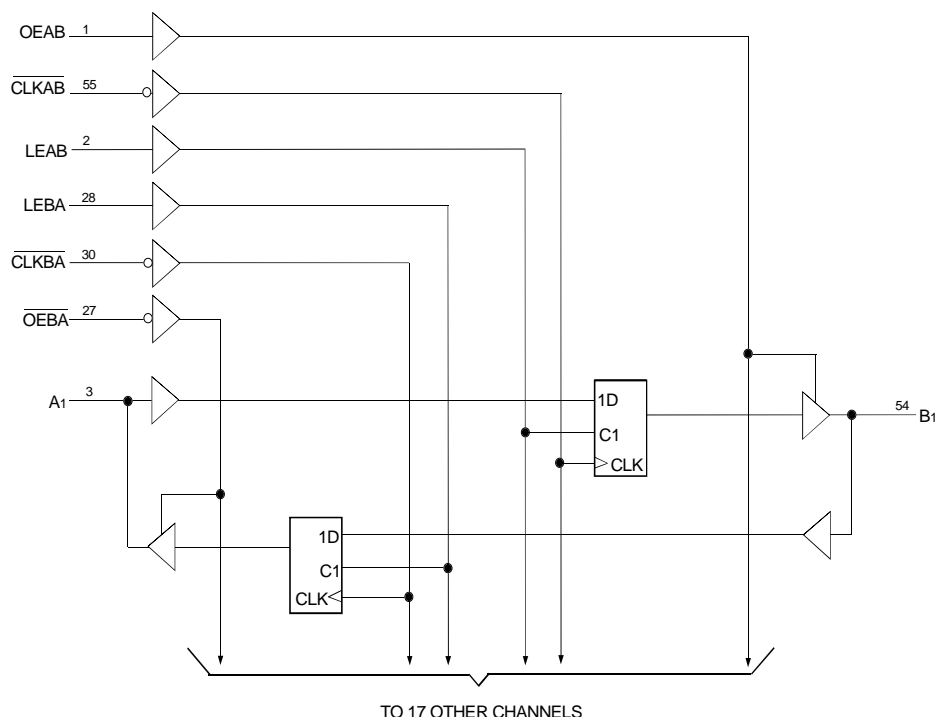 OEAB 1
CLKAB 55
LEAB 2
LEBA 28
CLKBA 30
OEBA 27
A1 3
1D
C1
CLK
54 B1
1D
C1
CLK
TO 17 OTHER CHANNELS